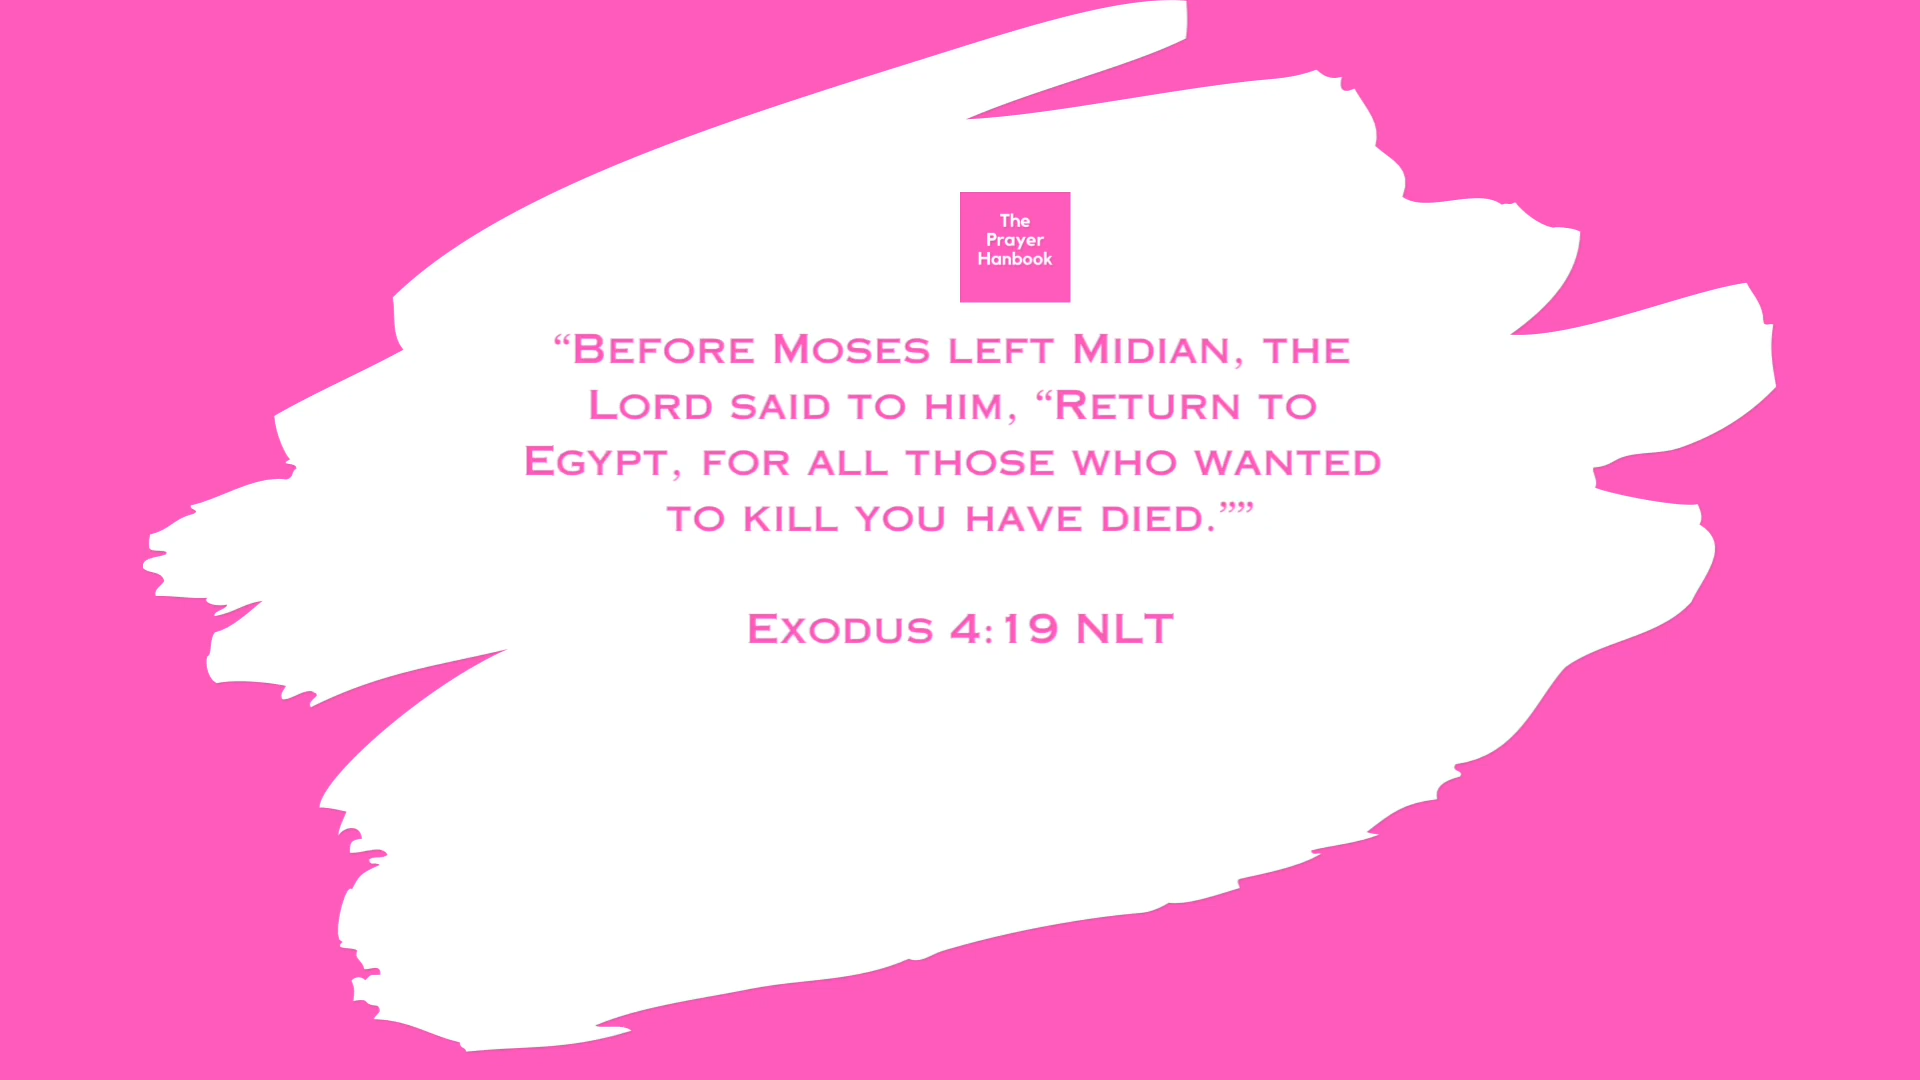 The
Prayer
Hanbook
“Before Moses left Midian, the
Lord said to him, “Return to
Egypt, for all those who wanted
to kill you have died.””
Exodus 4:19 NLT